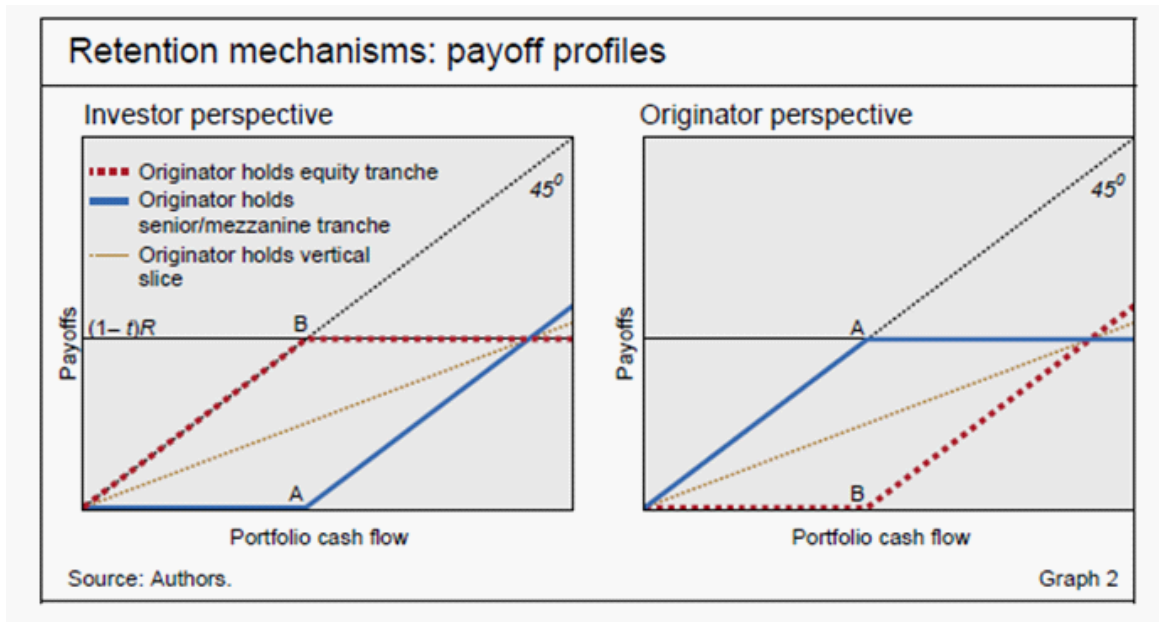 Retention mechanisms: payoff profiles
Investor perspective
Originator holds equity tranche
Originator holds
senior/mezzanine tranche
Originator holds vertical
slice
45⁰
(1– t)R
B
A
Payoffs
Portfolio cash flow
Originator perspective
45⁰
A
B
Payoffs
Portfolio cash flow
Source: Authors.
Graph 2